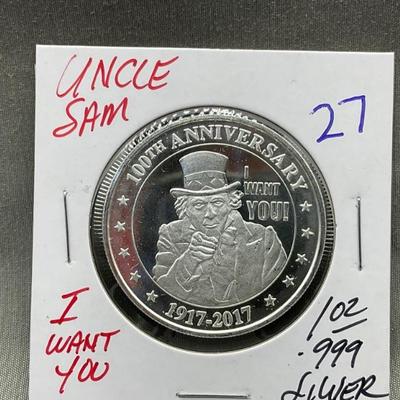 UNCLE
SAM
27
100TH ANNIVERSARY
I
WANT
YOU!
1917-2017
I
WANT
YOU
1OZ
.999
SILVER